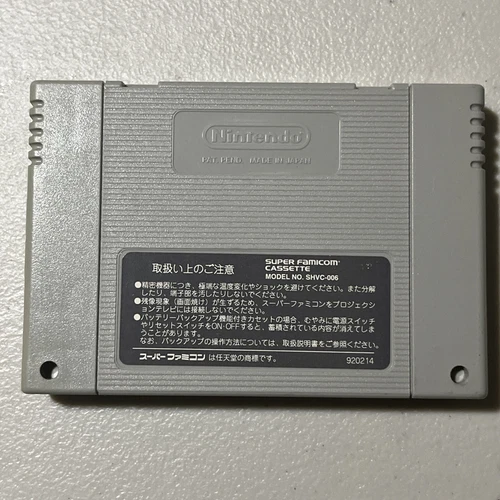 Nintendo
PAT. PEND. MADE IN JAPAN
取扱い上のご注意
SUPER FAMICOM
CASSETTE
MODEL NO. SHVC-006
●精密機器につき、極端な温度変化やショックを避けてください。また分解
したり、端子部を汚したりしないでください。
●残像現象(画面焼け)が生ずるため、スーパーファミコンをプロジェクシ
ョンテレビには接続しないでください。
●バッテリーバックアップ機能付きカセットの場合、むやみに電源スイッチ
やリセットスイッチをON・OFFすると、蓄積されている内容が消えてしま
うことがあります。
なお、バックアップの操作方法については、取扱説明書をご参照ください。
スーパーファミコン は任天堂の商標です。
920214